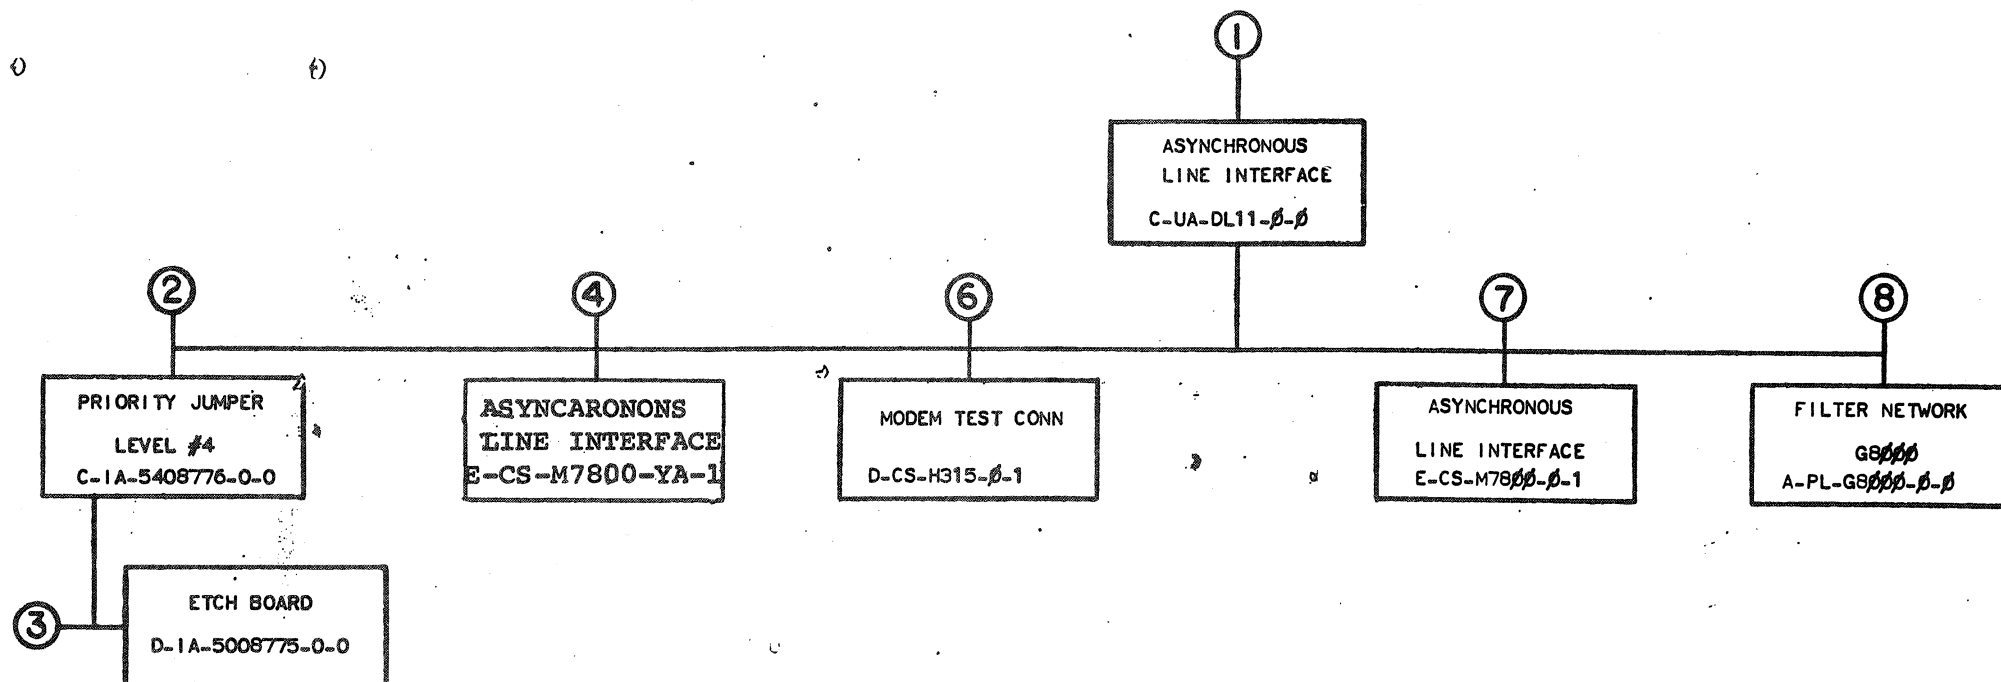 1
ASYNCHRONOUS
LINE INTERFACE
C-UA-DL11-Ø-Ø
2
4
6
7
8
PRIORITY JUMPER
LEVEL #4
C-IA-5408776-0-0
ASYNCARONONS
LINE INTERFACE
E-CS-M7800-YA-1
MODEM TEST CONN
D-CS-H315-Ø-1
ASYNCHRONOUS
LINE INTERFACE
E-CS-M78ØØ-Ø-1
FILTER NETWORK
G8ØØØ
A-PL-G8ØØØ-Ø-Ø
3
ETCH BOARD
D-IA-5008775-0-0